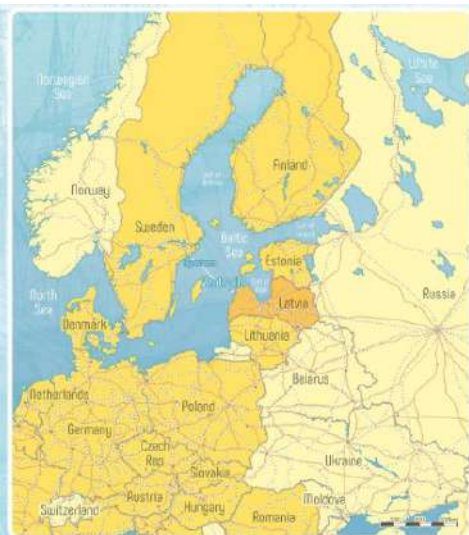 Norwegian
Sea
White
Sea
Norway
Finland
Sweden
Baltic
Sea
Estonia
North
Sea
Latvia
Russia
Denmark
Lithuania
Belarus
Netherlands
Poland
Germany
Czech
Rep
Ukraine
Slovakia
Austria
Moldova
Switzerland
Hungary
Romania